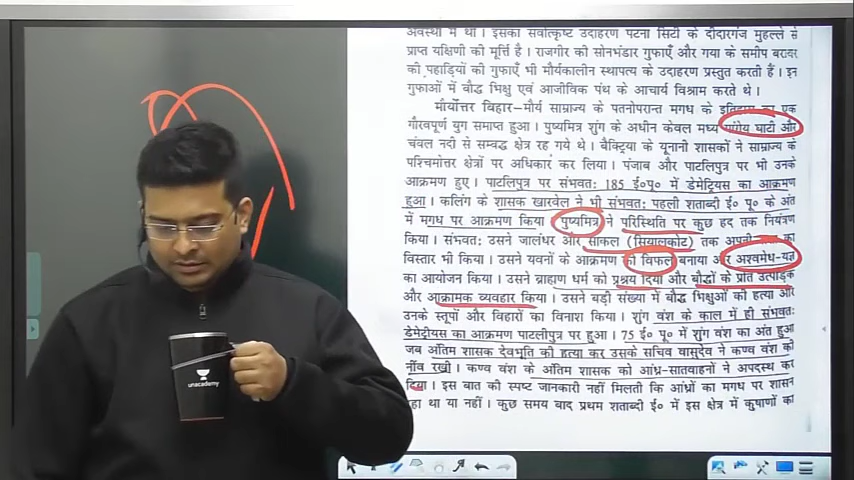 अवस्था में थी। इसका सर्वोत्कृष्ट उदाहरण पटना सिटी के दीदारगंज मुहल्ले से
प्राप्त यक्षिणी की मूर्त्ति है। राजगीर की सोनभंडार गुफाएँ और गया के समीप बराबर
की पहाड़ियों की गुफाएँ भी मौर्यकालीन स्थापत्य के उदाहरण प्रस्तुत करती हैं। इन
गुफाओं में बौद्ध भिक्षु एवं आजीविक पंथ के आचार्य विश्राम करते थे।
मौर्योत्तर बिहार–मौर्य साम्राज्य के पतनोपरान्त मगध के इतिहास का एक
गौरवपूर्ण युग समाप्त हुआ। पुष्यमित्र शुंग के अधीन केवल मध्य गांगेय घाटी और
चंवल नदी से सम्वद्ध क्षेत्र रह गये थे। बैक्ट्रिया के यूनानी शासकों ने साम्राज्य के
पश्चिमोत्तर क्षेत्रों पर अधिकार कर लिया। पंजाब और पाटलिपुत्र पर भी उनके
आक्रमण हुए। पाटलिपुत्र पर संभवत: 185 ई०पू० में डेमेट्रियस का आक्रमण
हुआ। कलिंग के शासक खारवेल ने भी संभवत: पहली शताब्दी ई० पू० के अंत
में मगध पर आक्रमण किया पुष्यमित्र ने परिस्थिति पर कुछ हद तक नियंत्रण
किया। संभवत: उसने जालंधर और साकल (सियालकोट) तक अपनी का
विस्तार भी किया। उसने यवनों के आक्रमण को विफल बनाया और अश्वमेध-यज्ञ
का आयोजन किया। उसने ब्राह्मण धर्म को प्रश्रय दिया और बौद्धों के प्रति उत्पीड़क
और आक्रामक व्यवहार किया। उसने बड़ी संख्या में बौद्ध भिक्षुओं की हत्या और
उनके स्तूपों और विहारों का विनाश किया। शुंग वंश के काल में ही संभवत:
डेमेट्रीयस का आक्रमण पाटलीपुत्र पर हुआ। 75 ई० पू० में शुंग वंश का अंत हुआ
जब अंतिम शासक देवभूति की हत्या कर उसके सचिव वासुदेव ने कण्व वंश की
नींव रखी। कण्व वंश के अंतिम शासक को आंध्र-सातवाहनों ने अपदस्थ कर
दिया। इस बात की स्पष्ट जानकारी नहीं मिलती कि आंध्रों का मगध पर शासन
रहा था या नहीं। कुछ समय वाद प्रथम शताब्दी ई० में इस क्षेत्र में कुषाणों का
unacademy